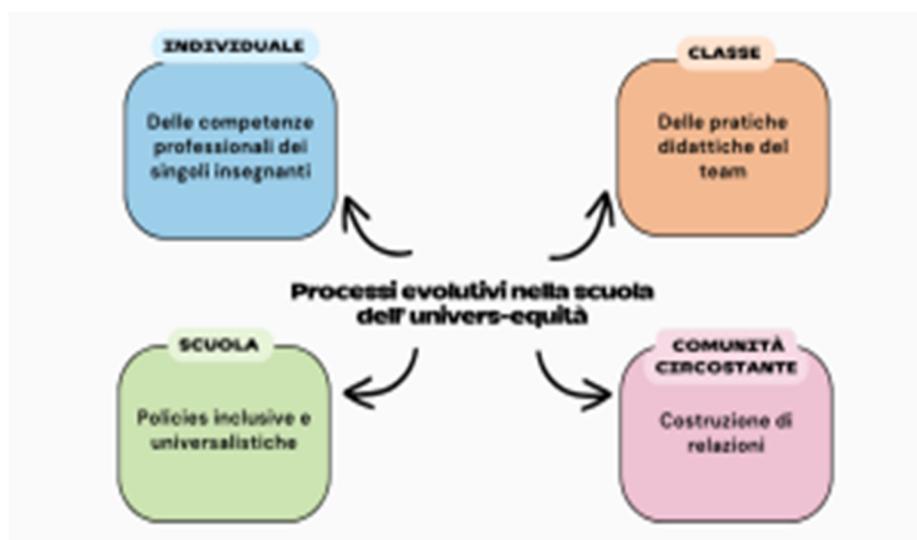 INDIVIDUALE
Delle competenze
professionali dei
singoli insegnanti
CLASSE
Delle pratiche
didattiche del
team
Processi evolutivi nella scuola
dell' univers-equità
SCUOLA
Policies inclusive e
universalistiche
COMUNITÀ
CIRCOSTANTE
Costruzione di
relazioni